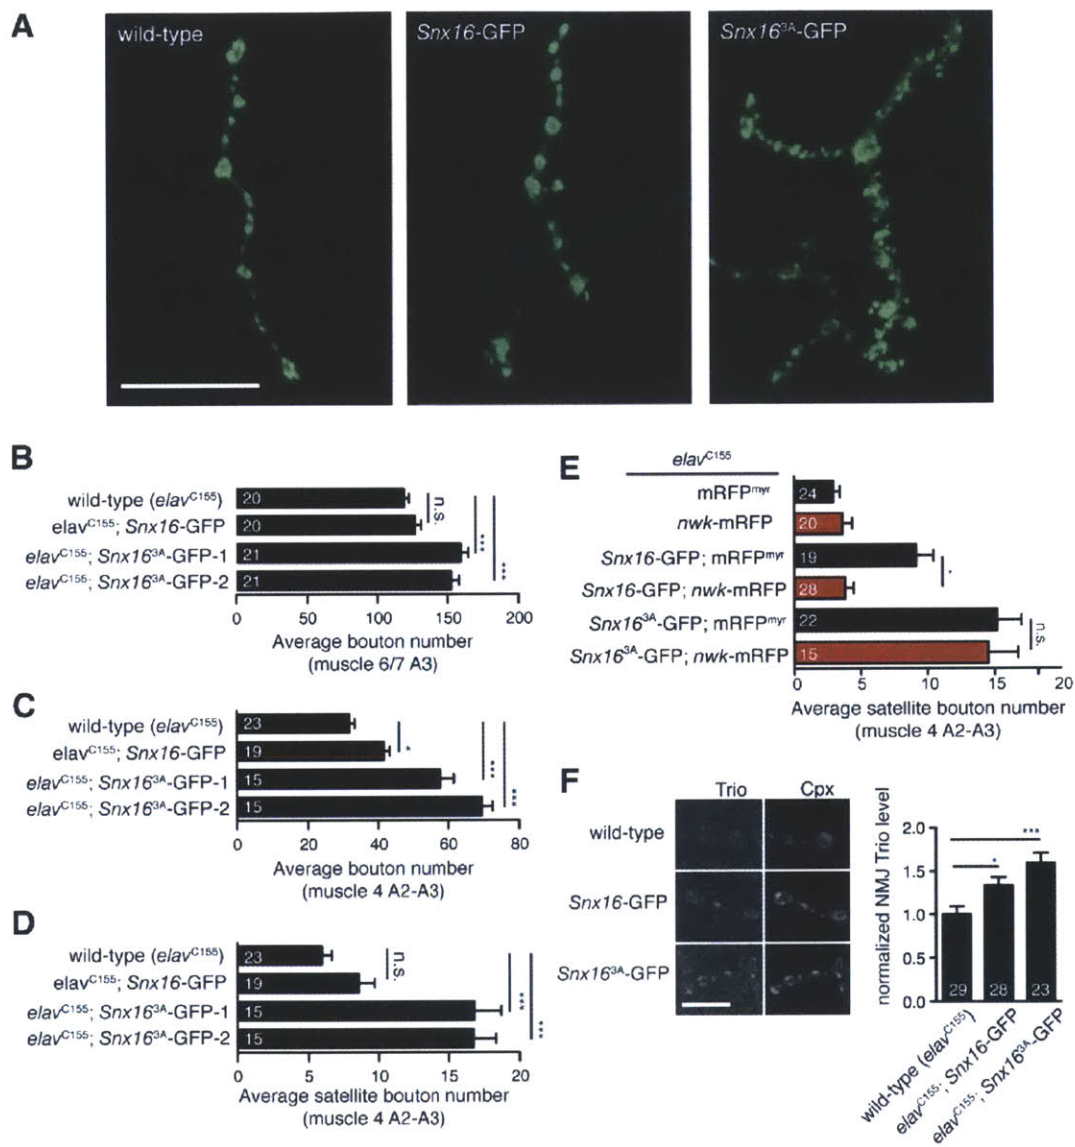 A
wild-type
Snx16-GFP
Snx16³ᴬ-GFP
B
wild-type (elavᶜ¹⁵⁵)
20
n.s.
***
***
elavᶜ¹⁵⁵; Snx16-GFP
20
elavᶜ¹⁵⁵; Snx16³ᴬ-GFP-1
21
elavᶜ¹⁵⁵; Snx16³ᴬ-GFP-2
21
0 50 100 150 200
Average bouton number
(muscle 6/7 A3)
C
wild-type (elavᶜ¹⁵⁵)
23
*
***
***
elavᶜ¹⁵⁵; Snx16-GFP
19
elavᶜ¹⁵⁵; Snx16³ᴬ-GFP-1
15
elavᶜ¹⁵⁵; Snx16³ᴬ-GFP-2
15
0 20 40 60 80
Average bouton number
(muscle 4 A2-A3)
D
wild-type (elavᶜ¹⁵⁵)
23
n.s.
***
***
elavᶜ¹⁵⁵; Snx16-GFP
19
elavᶜ¹⁵⁵; Snx16³ᴬ-GFP-1
15
elavᶜ¹⁵⁵; Snx16³ᴬ-GFP-2
15
0 5 10 15 20
Average satellite bouton number
(muscle 4 A2-A3)
E
elavᶜ¹⁵⁵
mRFPᵐʸʳ
24
nwk-mRFP
20
Snx16-GFP; mRFPᵐʸʳ
19
*
Snx16-GFP; nwk-mRFP
28
Snx16³ᴬ-GFP; mRFPᵐʸʳ
22
n.s.
Snx16³ᴬ-GFP; nwk-mRFP
15
0 5 10 15 20
Average satellite bouton number
(muscle 4 A2-A3)
F
Trio Cpx
wild-type
Snx16-GFP
Snx16³ᴬ-GFP
normalized NMJ Trio level
2.0
1.5
1.0
0.5
0.0
***
*
29 28 23
wild-type (elavᶜ¹⁵⁵)
elavᶜ¹⁵⁵; Snx16-GFP
elavᶜ¹⁵⁵; Snx16³ᴬ-GFP